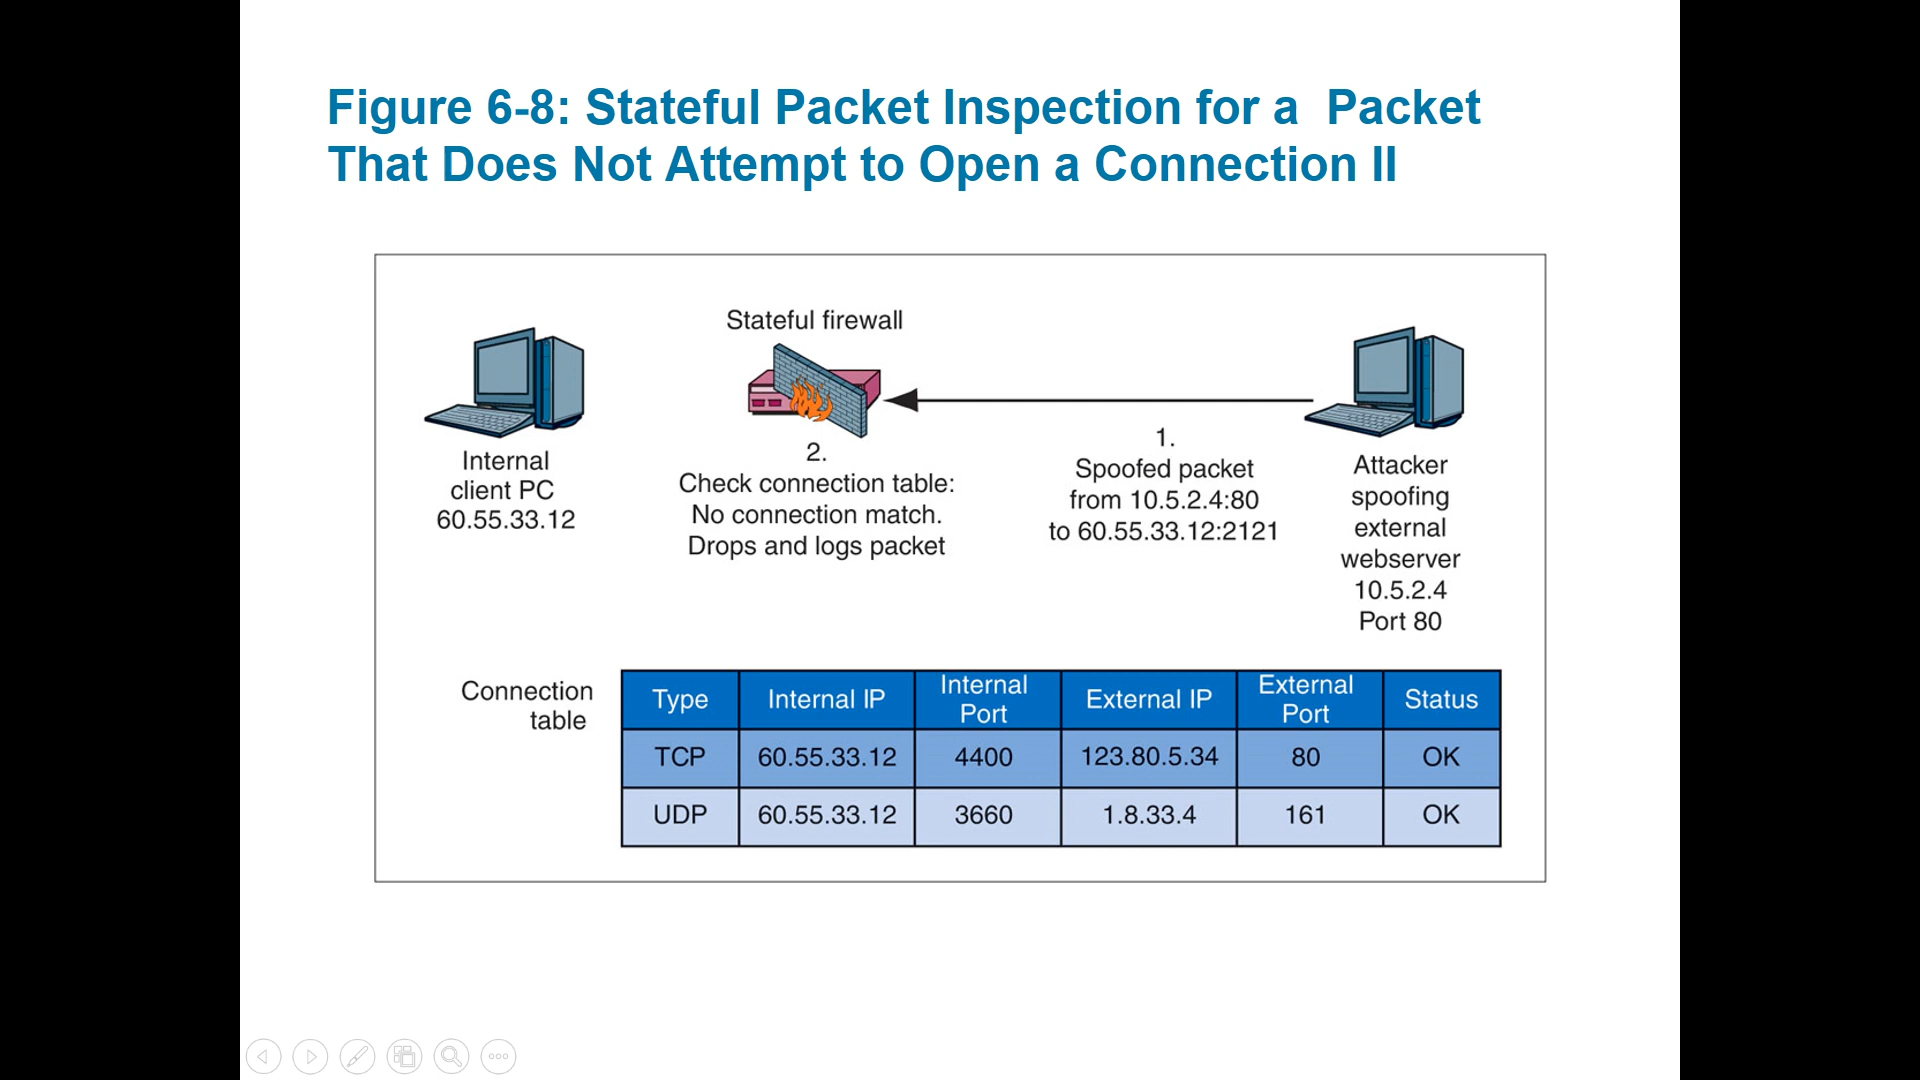 Figure 6-8: Stateful Packet Inspection for a  Packet
That Does Not Attempt to Open a Connection II
Stateful firewall
Internal
client PC
60.55.33.12
2.
Check connection table:
No connection match.
Drops and logs packet
1.
Spoofed packet
from 10.5.2.4:80
to 60.55.33.12:2121
Attacker
spoofing
external
webserver
10.5.2.4
Port 80
Connection
table
Type Internal IP Internal Port External IP External Port Status
TCP 60.55.33.12 4400 123.80.5.34 80 OK
UDP 60.55.33.12 3660 1.8.33.4 161 OK